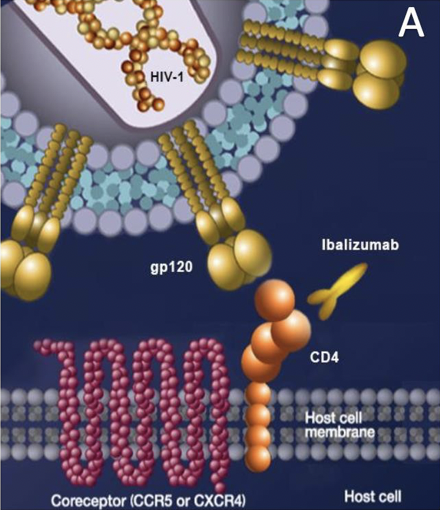 A
HIV-1
Ibalizumab
gp120
CD4
Host cell
membrane
Coreceptor (CCR5 or CXCR4)
Host cell